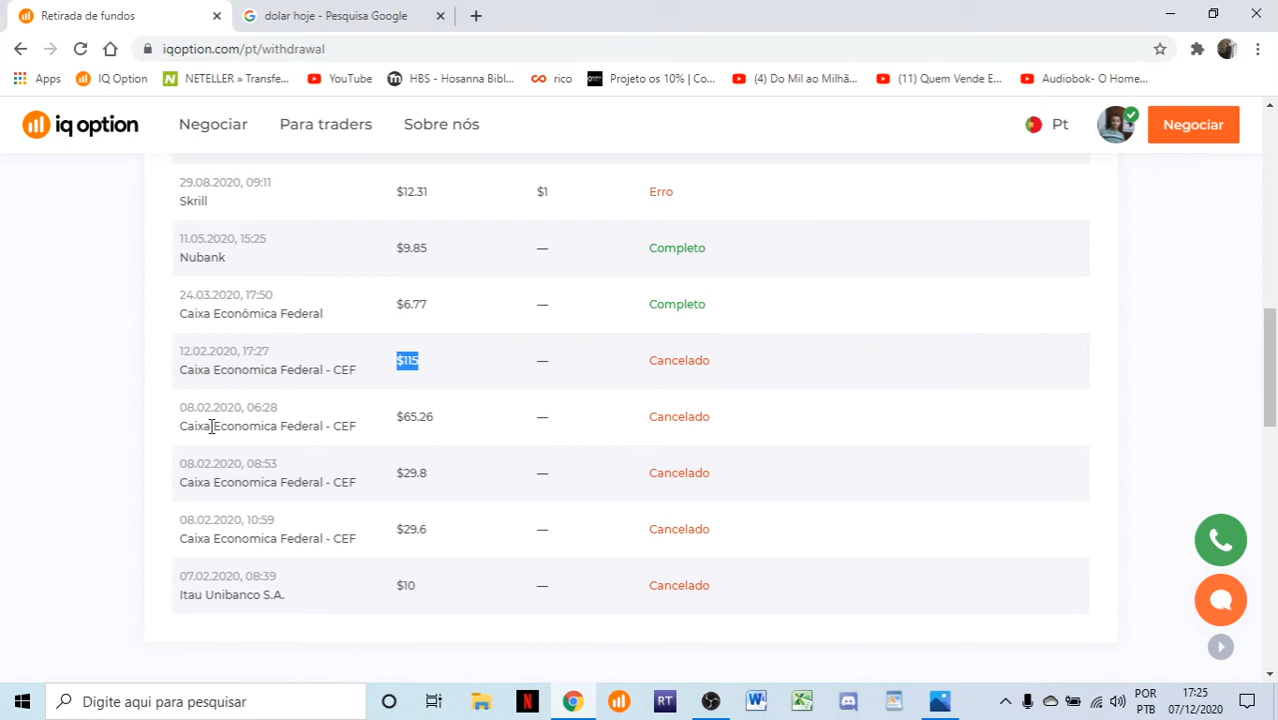 Retirada de fundos
dolar hoje - Pesquisa Google
iqoption.com/pt/withdrawal
Apps
IQ Option
NETELLER » Transfe...
YouTube
HBS - Hosanna Bibl...
rico
Projeto os 10% | Co...
(4) Do Mil ao Milhã...
(11) Quem Vende E...
Audiobok- O Home...
iq option
Negociar
Para traders
Sobre nós
Pt
Negociar
29.08.2020, 09:11
Skrill
$12.31
$1
Erro
11.05.2020, 15:25
Nubank
$9.85
—
Completo
24.03.2020, 17:50
Caixa Econômica Federal
$6.77
—
Completo
12.02.2020, 17:27
Caixa Economica Federal - CEF
$115
—
Cancelado
08.02.2020, 06:28
Caixa Economica Federal - CEF
$65.26
—
Cancelado
08.02.2020, 08:53
Caixa Economica Federal - CEF
$29.8
—
Cancelado
08.02.2020, 10:59
Caixa Economica Federal - CEF
$29.6
—
Cancelado
07.02.2020, 08:39
Itau Unibanco S.A.
$10
—
Cancelado
Digite aqui para pesquisar
N
RT
POR
PTB
17:25
07/12/2020